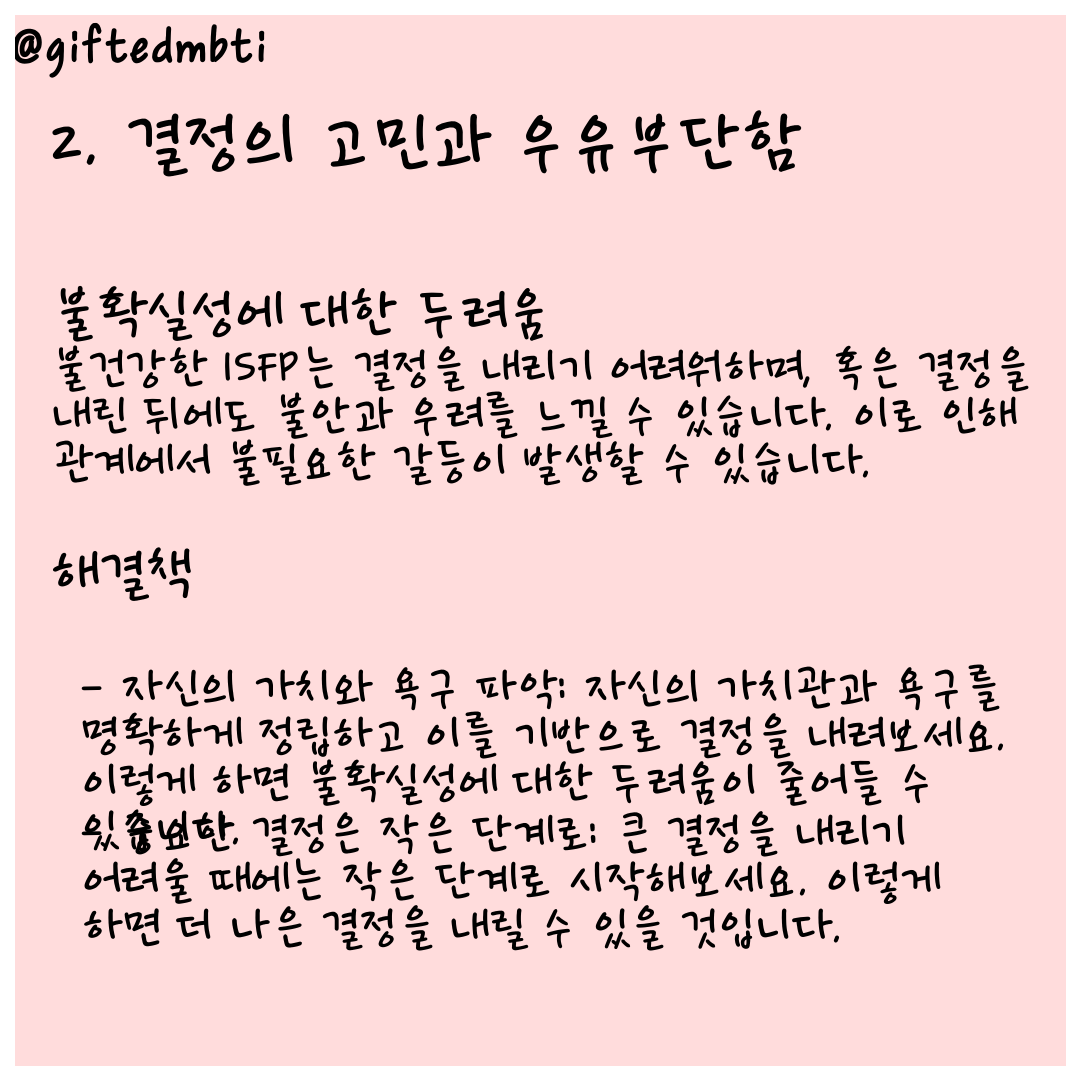 @giftedmbti
2. 결정의 고민과 우유부단함
불확실성에 대한 두려움
불건강한 ISFP는 결정을 내리기 어려워하며, 혹은 결정을
내린 뒤에도 불안과 우려를 느낄 수 있습니다. 이로 인해
관계에서 불필요한 갈등이 발생할 수 있습니다.
해결책
- 자신의 가치와 욕구 파악: 자신의 가치관과 욕구를
명확하게 정립하고 이를 기반으로 결정을 내려보세요.
이렇게 하면 불확실성에 대한 두려움이 줄어들 수
결정은 작은 단계로: 큰 결정을 내리기
어려울 때에는 작은 단계로 시작해보세요. 이렇게
하면 더 나은 결정을 내릴 수 있을 것입니다.